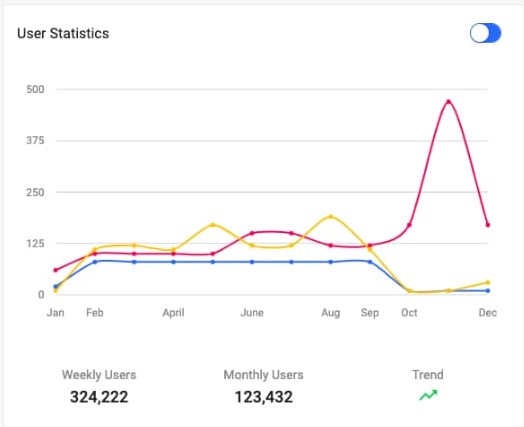 User Statistics
500
375
250
125
0
Jan Feb April June Aug Sep Oct Dec
Weekly Users Monthly Users Trend
324,222 123,432